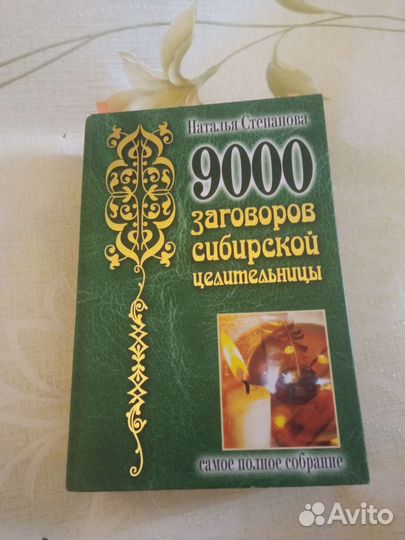 Наталья Степанова
9000
заговоров
сибирской
целительницы
самое полное собрание
Avito